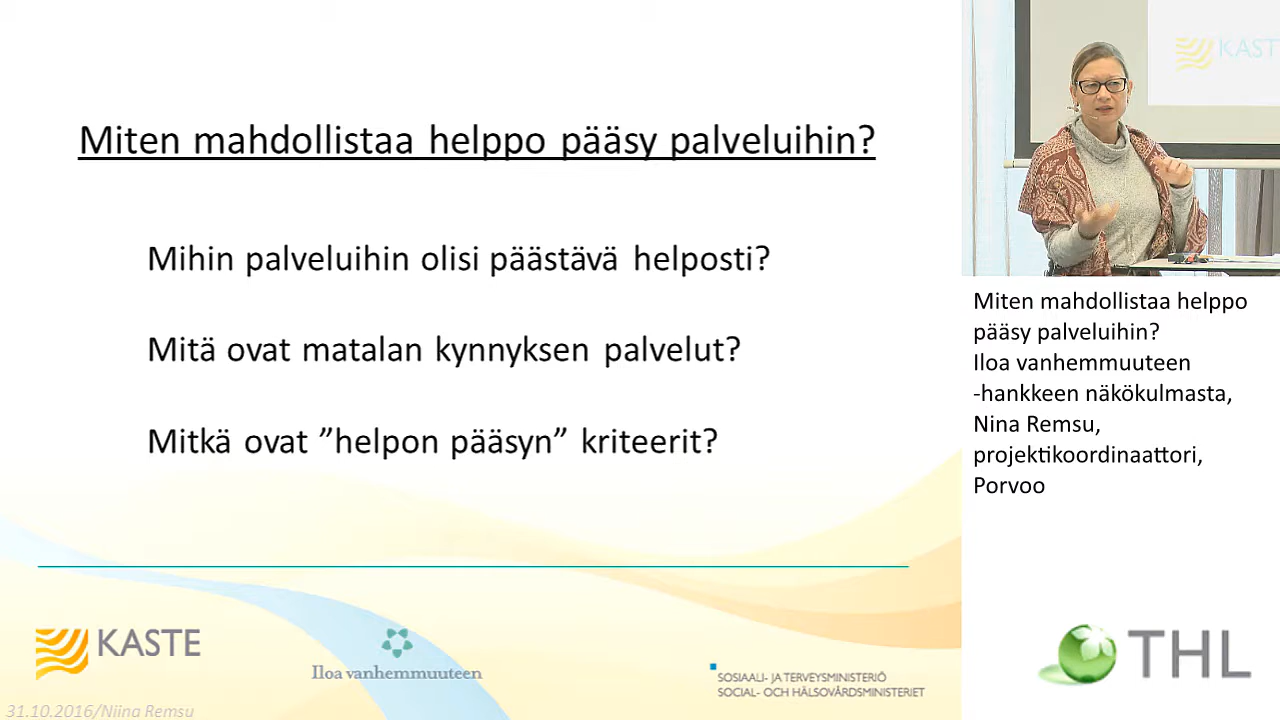 Miten mahdollistaa helppo pääsy palveluihin?
Mihin palveluihin olisi päästävä helposti?
Mitä ovat matalan kynnyksen palvelut?
Mitkä ovat ”helpon pääsyn” kriteerit?
KASTE
Iloa vanhemmuuteen
SOSIAALI- JA TERVEYSMINISTERIÖ
SOCIAL- OCH HÄLSOVÅRDSMINISTERIET
31.10.2016/Niina Remsu
KAST
Miten mahdollistaa helppo
pääsy palveluihin?
Iloa vanhemmuuteen
-hankkeen näkökulmasta,
Nina Remsu,
projektikoordinaattori,
Porvoo
THL